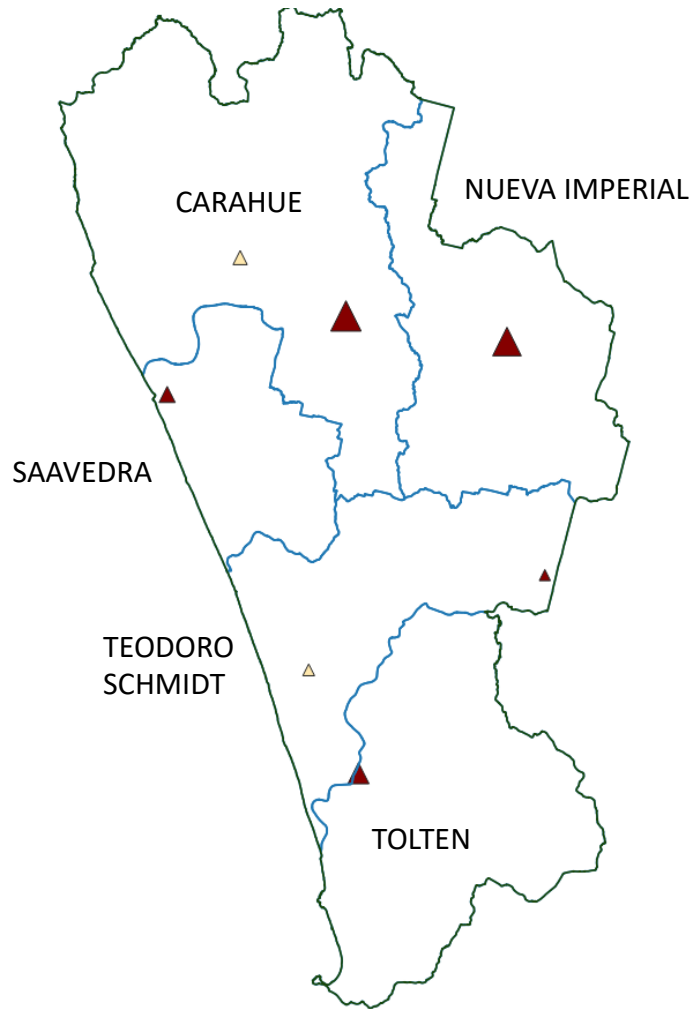 CARAHUE
NUEVA IMPERIAL
SAAVEDRA
TEODORO
SCHMIDT
TOLTEN